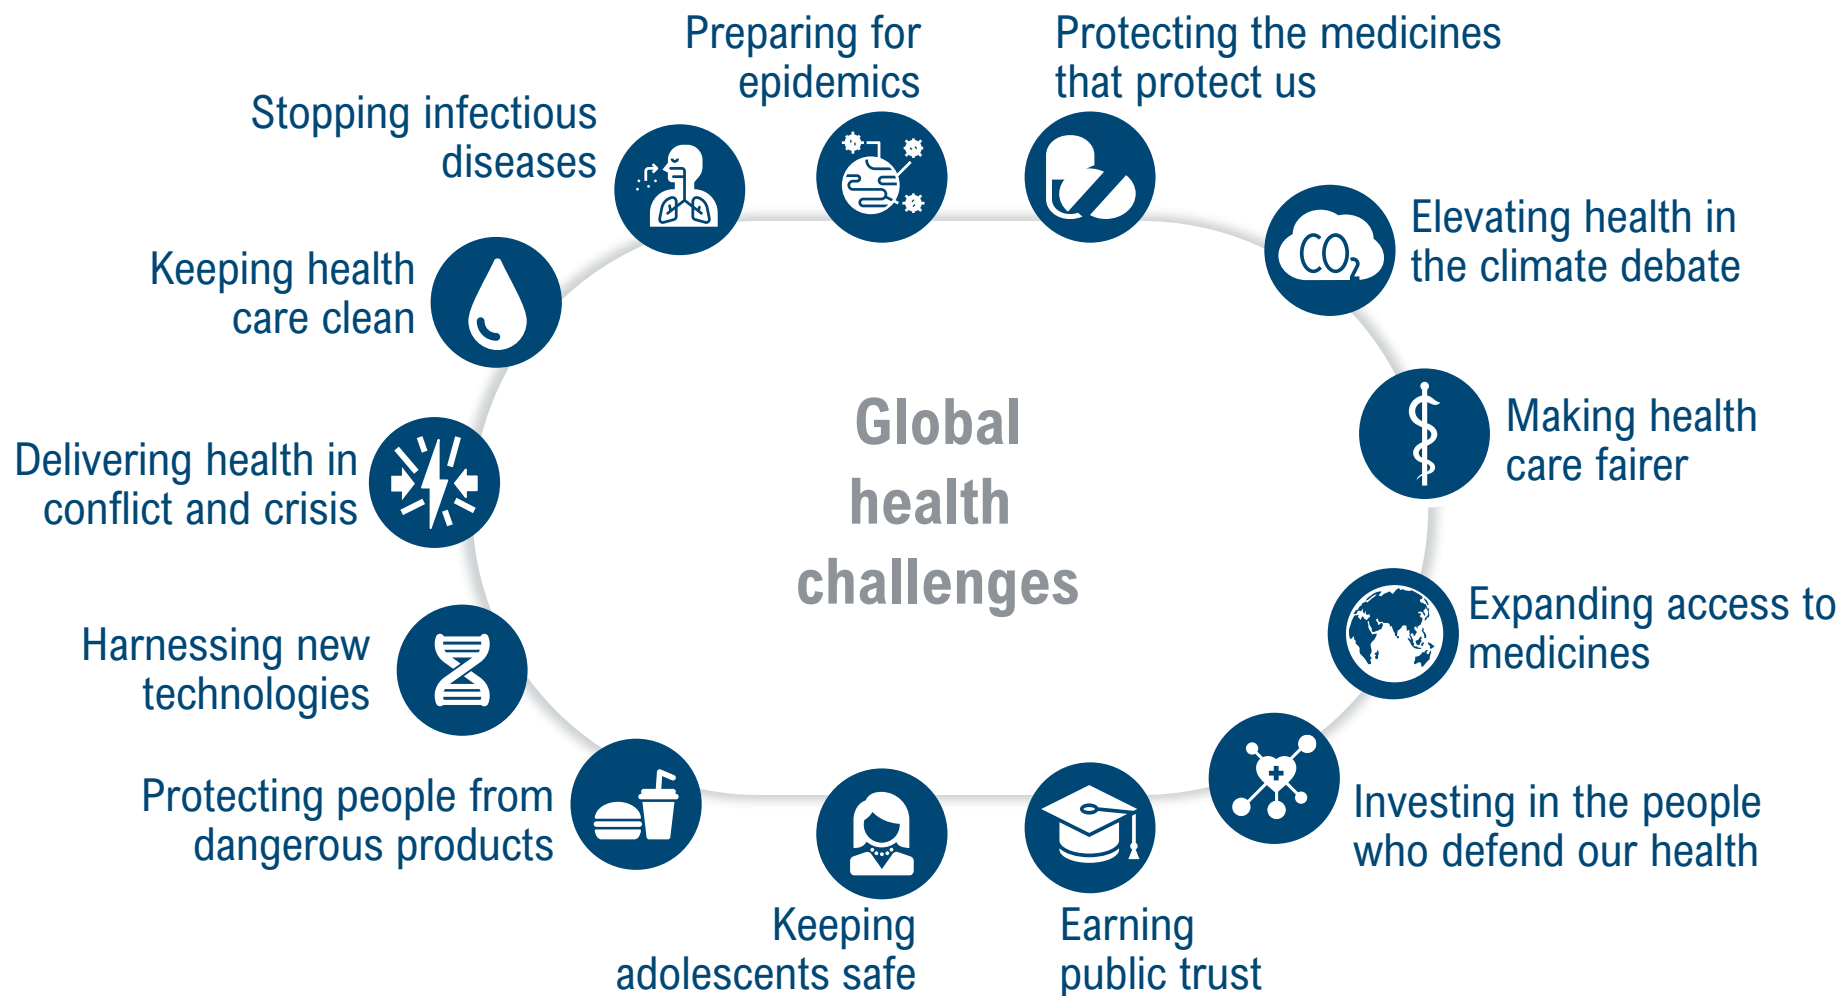 Preparing for
epidemics
Protecting the medicines
that protect us
Stopping infectious
diseases
Elevating health in
the climate debate
CO2
Keeping health
care clean
Making health
care fairer
Global
health
challenges
Delivering health in
conflict and crisis
Expanding access to
medicines
Harnessing new
technologies
Investing in the people
who defend our health
Protecting people from
dangerous products
Keeping
adolescents safe
Earning
public trust